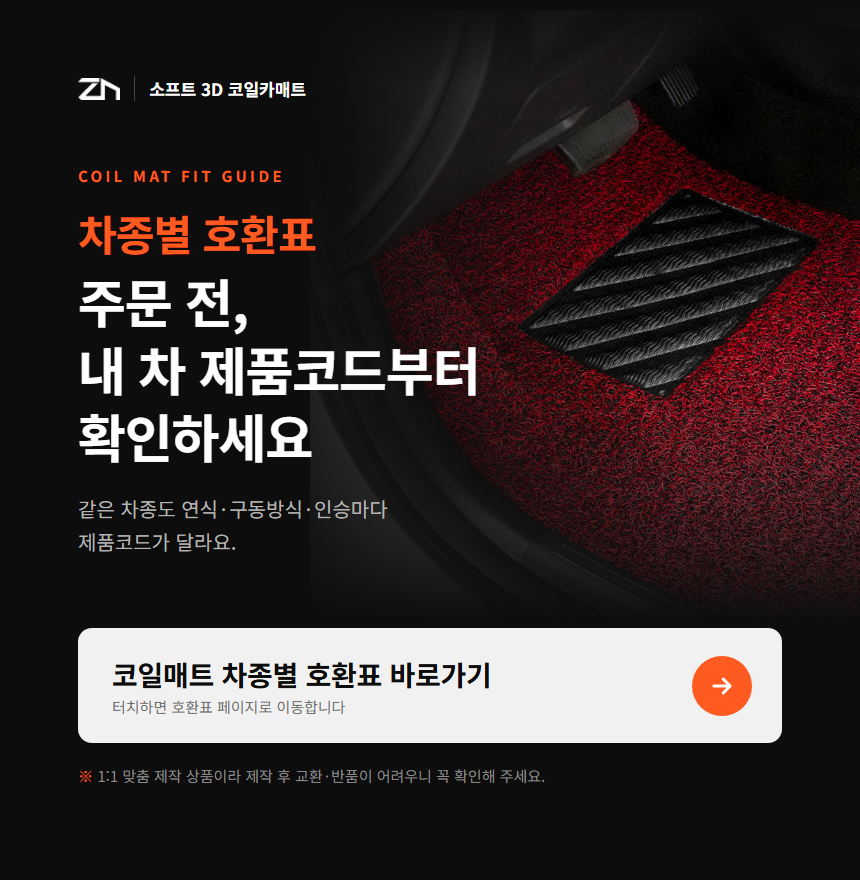 소프트 3D 코일카매트
COIL MAT FIT GUIDE
차종별 호환표
주문 전,
내 차 제품코드부터
확인하세요
같은 차종도 연식·구동방식·인승마다
제품코드가 달라요.
코일매트 차종별 호환표 바로가기
터치하면 호환표 페이지로 이동합니다
※ 1:1 맞춤 제작 상품이라 제작 후 교환·반품이 어려우니 꼭 확인해 주세요.